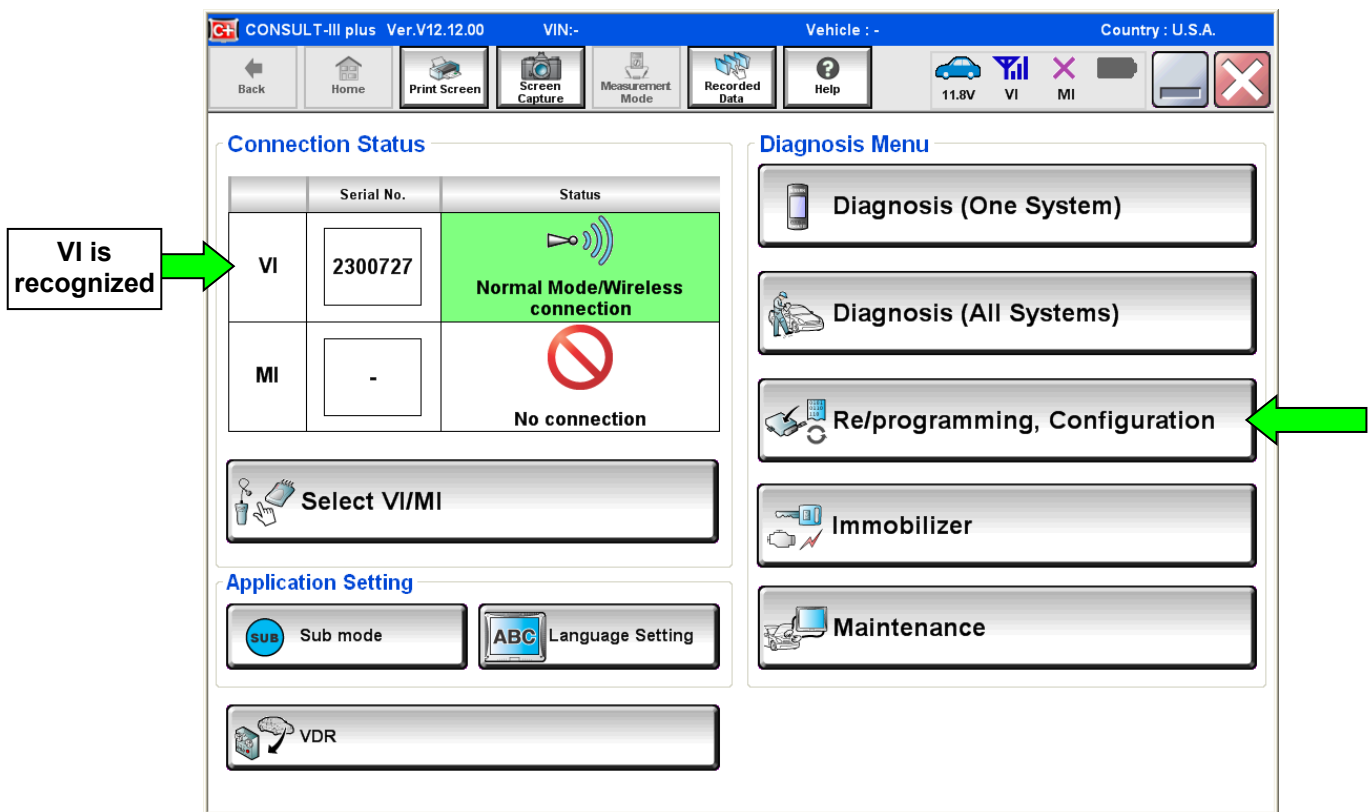 C+ CONSULT-III plus Ver.V12.12.00 VIN:- Vehicle : - Country : U.S.A.
Back
Home
Print Screen
Screen
Capture
Measurement
Mode
Recorded
Data
Help
11.8V
VI
MI
Connection Status
Serial No.
Status
VI is
recognized
VI
2300727
Normal Mode/Wireless
connection
MI
-
No connection
Select VI/MI
Application Setting
SUB
Sub mode
ABC
Language Setting
VDR
Diagnosis Menu
Diagnosis (One System)
Diagnosis (All Systems)
Re/programming, Configuration
Immobilizer
Maintenance